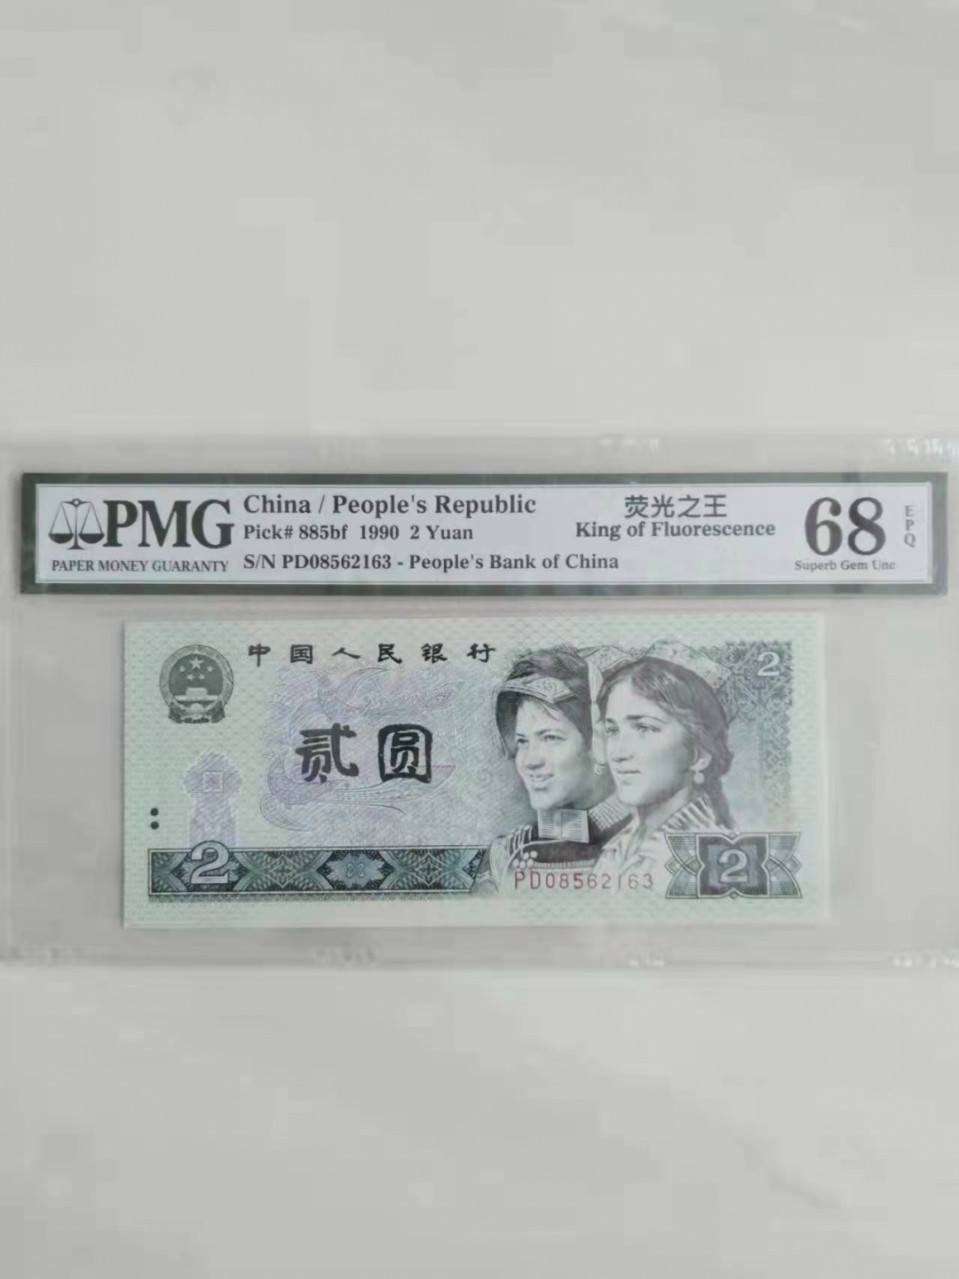 PMG
PAPER MONEY GUARANTY
China / People's Republic
Pick# 885bf 1990 2 Yuan
S/N PD08562163 - People's Bank of China
荧光之王
King of Fluorescence
68
Superb Gem Unc
EPQ
中国人民银行
2
贰圆
2
PD08562163
2